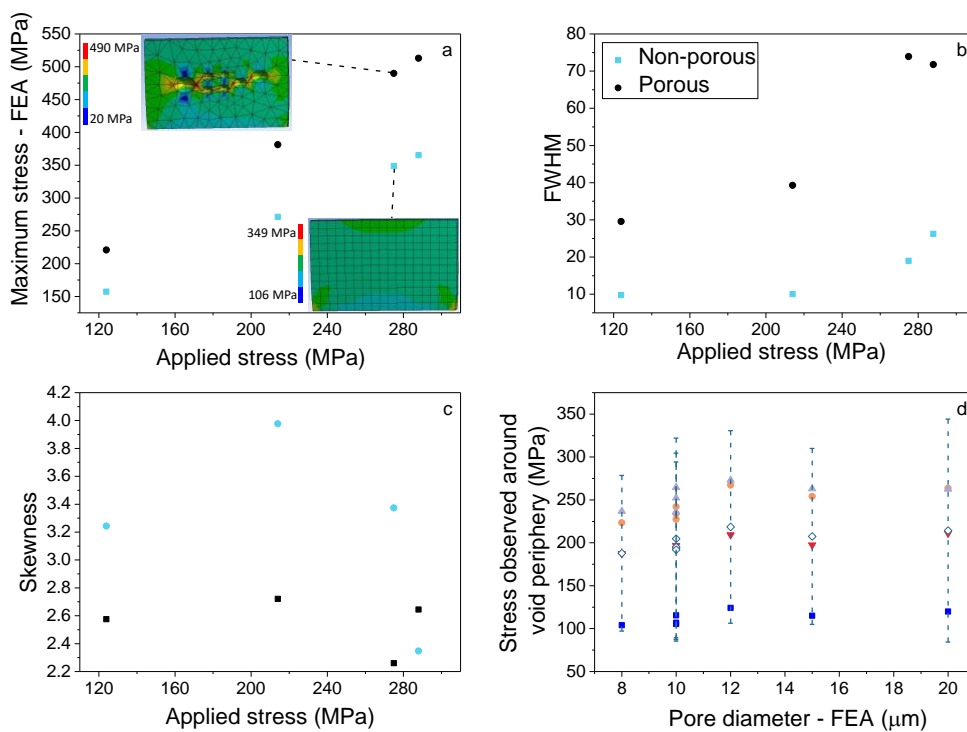 a
Maximum stress - FEA (MPa)
550
500
450
400
350
300
250
200
150
490 MPa
20 MPa
349 MPa
106 MPa
120 160 200 240 280
Applied stress (MPa)
b
Non-porous
Porous
FWHM
80
70
60
50
40
30
20
10
120 160 200 240 280
Applied stress (MPa)
c
Skewness
4.2
4.0
3.8
3.6
3.4
3.2
3.0
2.8
2.6
2.4
2.2
120 160 200 240 280
Applied stress (MPa)
d
Stress observed around
void periphery (MPa)
350
300
250
200
150
100
50
8 10 12 14 16 18 20
Pore diameter - FEA (μm)